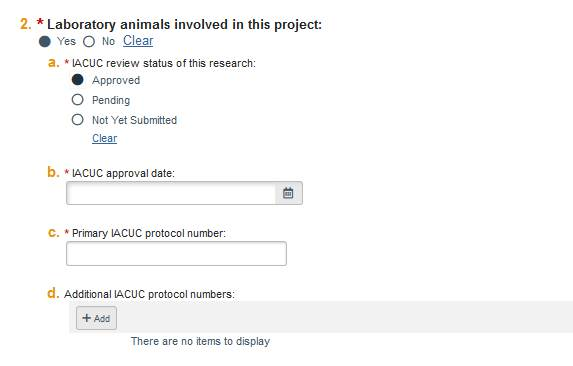 2. * Laboratory animals involved in this project:
Yes No Clear
a. * IACUC review status of this research:
Approved
Pending
Not Yet Submitted
Clear
b. * IACUC approval date:
c. * Primary IACUC protocol number:
d. Additional IACUC protocol numbers:
+ Add
There are no items to display